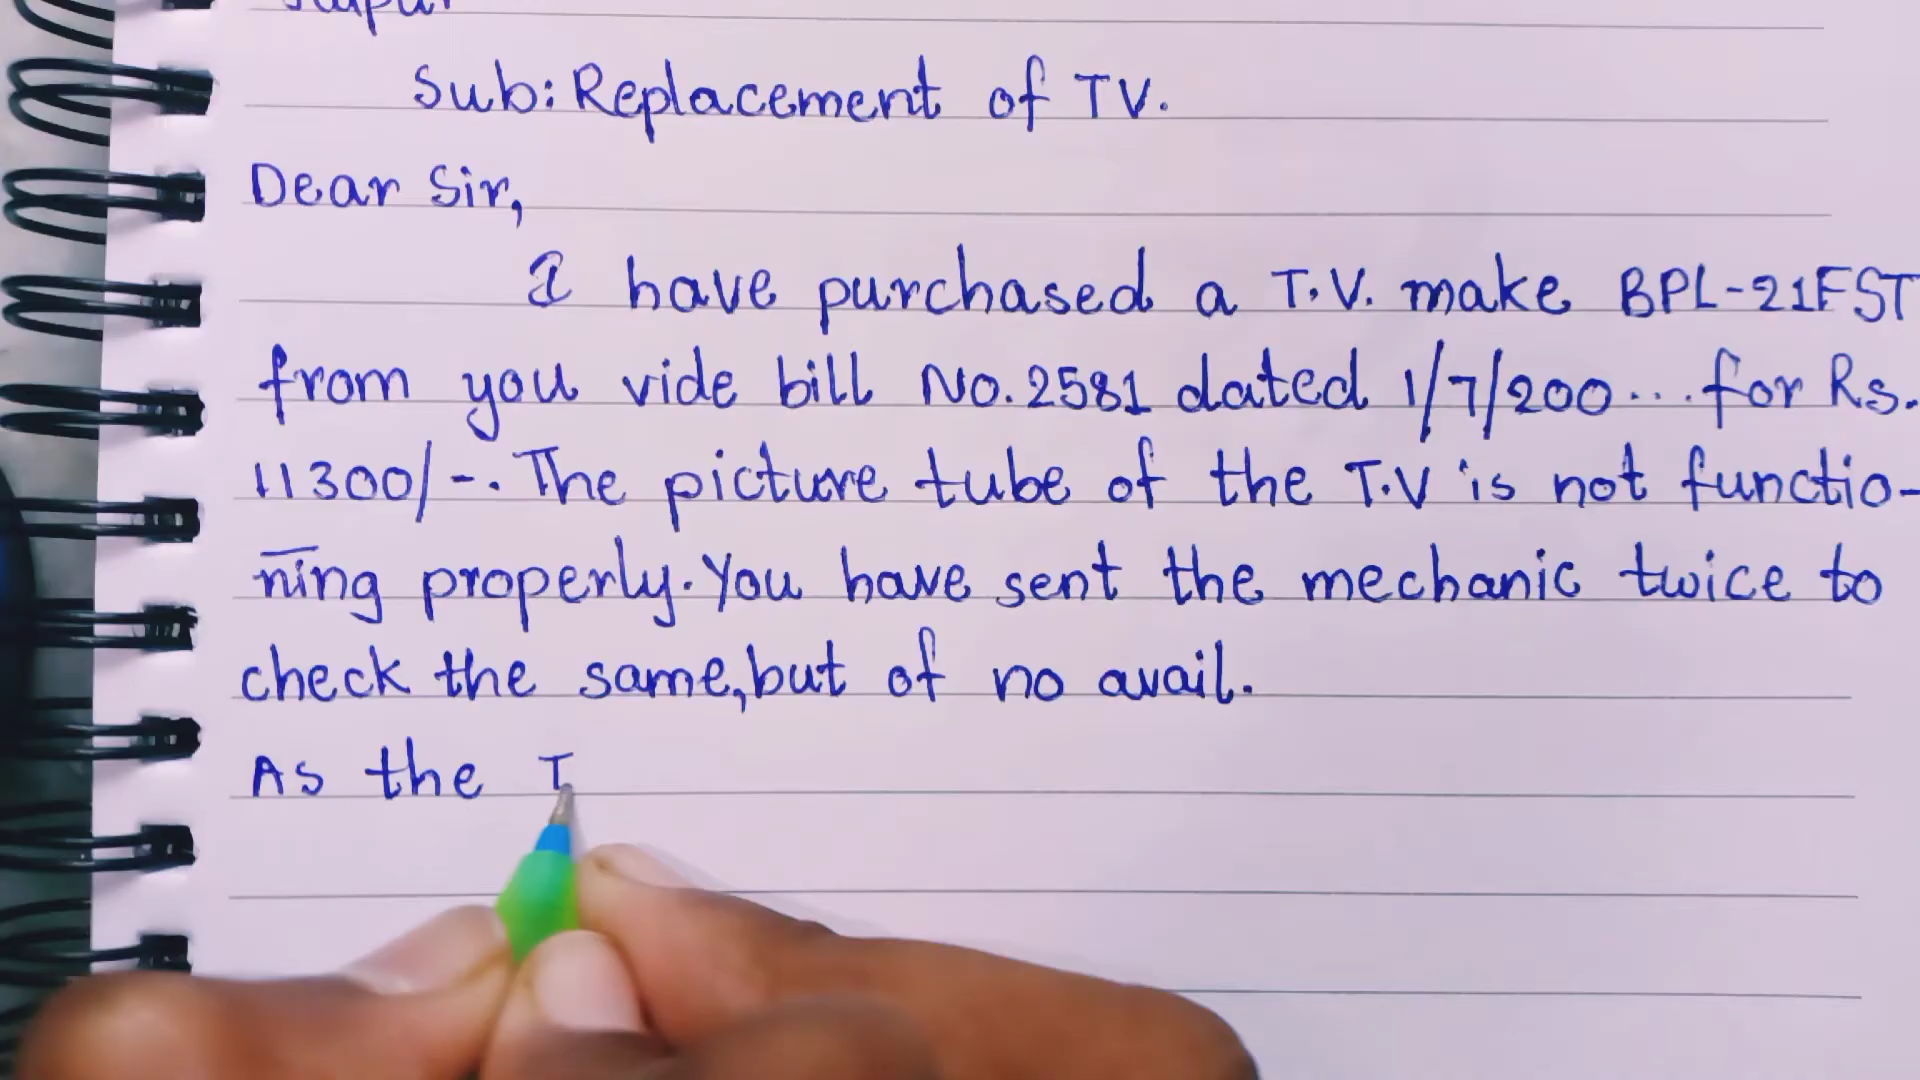 Sub: Replacement of TV.
Dear Sir,
I have purchased a T.V. make BPL-21FST
from you vide bill No.2581 dated 1/7/200... for Rs.
11300/-. The picture tube of the T.V is not functio-
ning properly. You have sent the mechanic twice to
check the same, but of no avail.
As the T